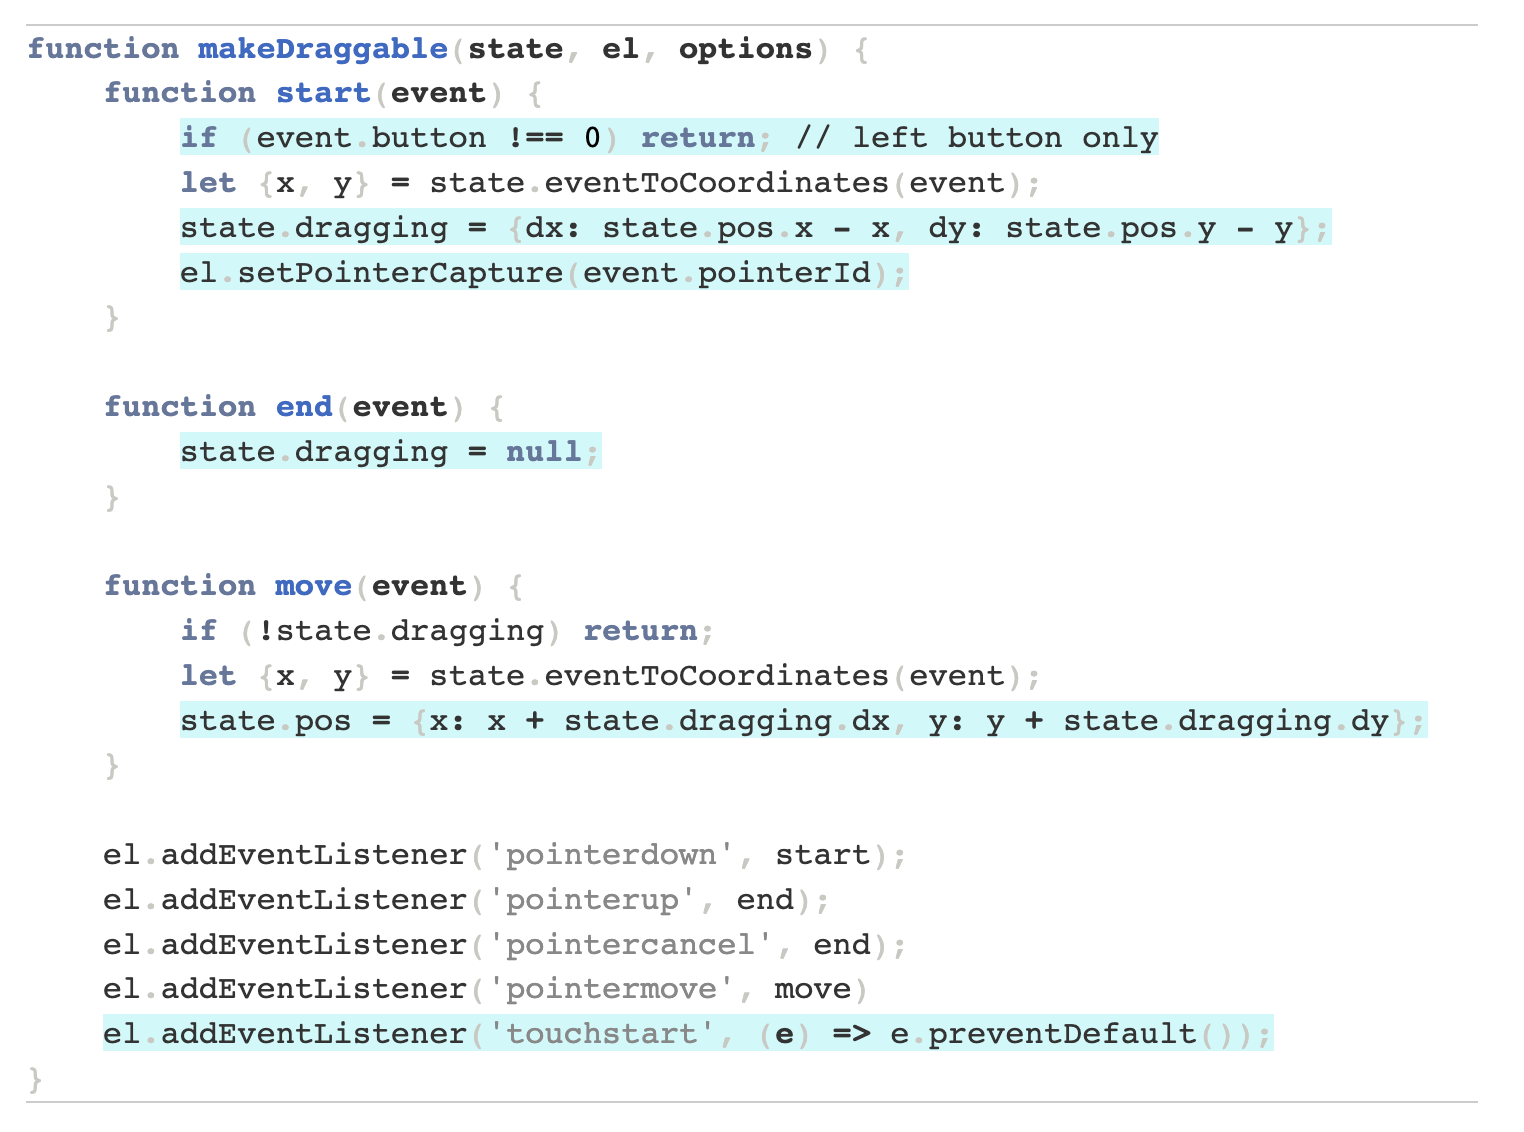 function makeDraggable(state, el, options) {
    function start(event) {
        if (event.button !== 0) return; // left button only
        let {x, y} = state.eventToCoordinates(event);
        state.dragging = {dx: state.pos.x - x, dy: state.pos.y - y};
        el.setPointerCapture(event.pointerId);
    }

    function end(event) {
        state.dragging = null;
    }

    function move(event) {
        if (!state.dragging) return;
        let {x, y} = state.eventToCoordinates(event);
        state.pos = {x: x + state.dragging.dx, y: y + state.dragging.dy};
    }

    el.addEventListener('pointerdown', start);
    el.addEventListener('pointerup', end);
    el.addEventListener('pointercancel', end);
    el.addEventListener('pointermove', move)
    el.addEventListener('touchstart', (e) => e.preventDefault());
}